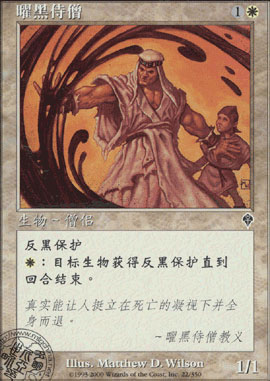 曜黑侍僧 1
生物~僧侣
反黑保护
:目标生物获得反黑保护直到
回合结束。
真实能让人挺立在死亡的凝视下并全
身而退。
~曜黑侍僧教义
Illus. Matthew D. Wilson
©1993-2000 Wizards of the Coast, Inc. 22/350
1/1